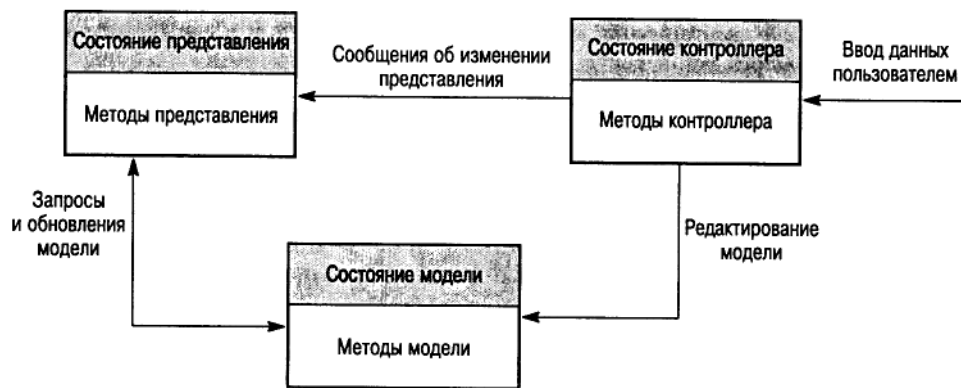 Состояние представления
Методы представления
Сообщения об изменении
представления
Состояние контроллера
Методы контроллера
Ввод данных
пользователем
Запросы
и обновления
модели
Редактирование
модели
Состояние модели
Методы модели